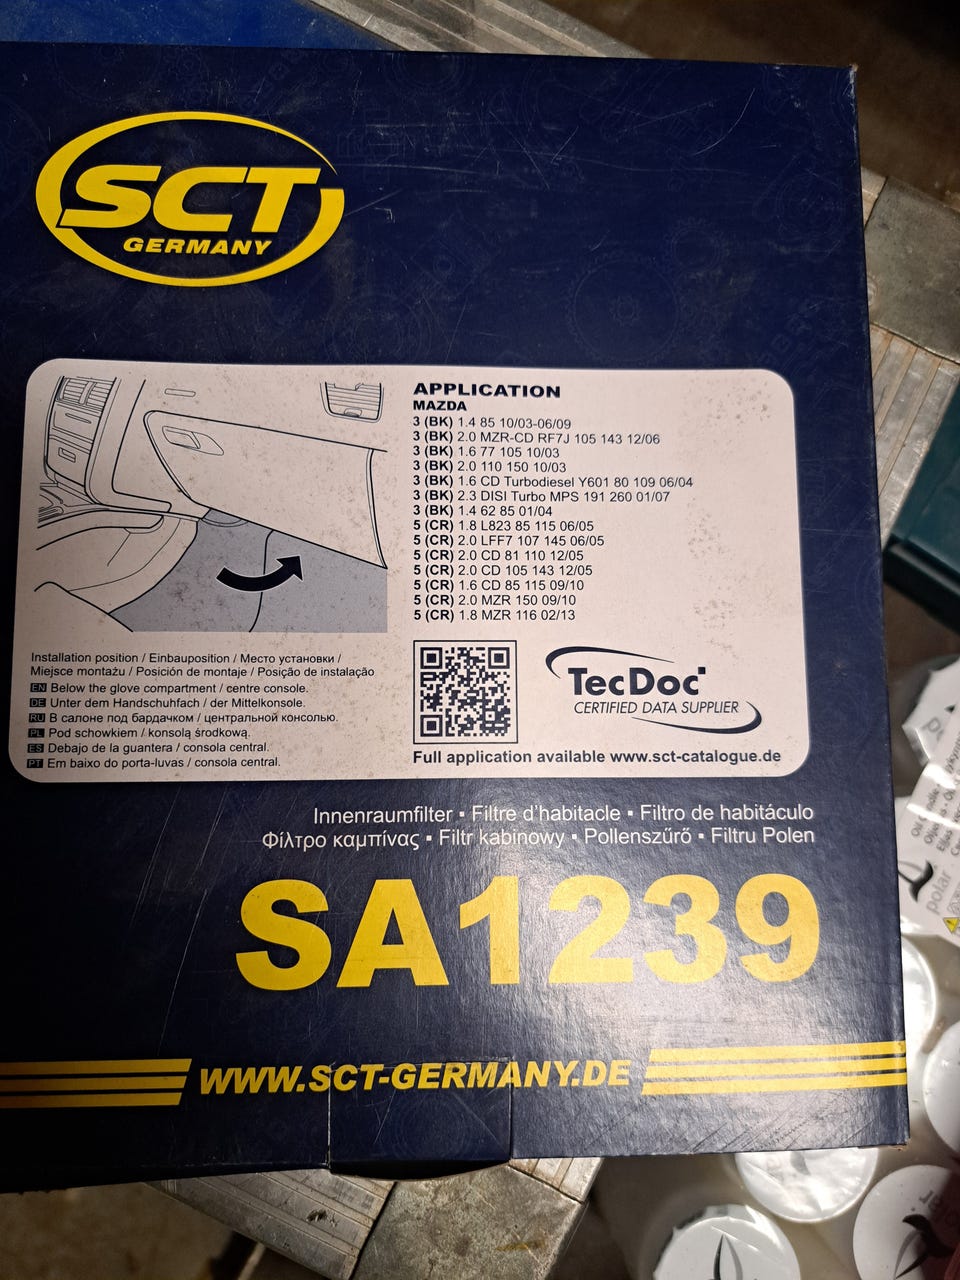 SCT
GERMANY
APPLICATION
MAZDA
3 (BK) 1.4 85 10/03-06/09
3 (BK) 2.0 MZR-CD RF7J 105 143 12/06
3 (BK) 1.6 77 105 10/03
3 (BK) 2.0 110 150 10/03
3 (BK) 1.6 CD Turbodiesel Y601 80 109 06/04
3 (BK) 2.3 DISI Turbo MPS 191 260 01/07
3 (BK) 1.4 62 85 01/04
5 (CR) 1.8 L823 85 115 06/05
5 (CR) 2.0 LFF7 107 145 06/05
5 (CR) 2.0 CD 81 110 12/05
5 (CR) 2.0 CD 105 143 12/05
5 (CR) 1.6 CD 85 115 09/10
5 (CR) 2.0 MZR 150 09/10
5 (CR) 1.8 MZR 116 02/13
Installation position / Einbauposition / Место установки /
Miejsce montażu / Posición de montaje / Posição de instalação
EN Below the glove compartment / centre console.
DE Unter dem Handschuhfach / der Mittelkonsole.
RU В салоне под бардачком / центральной консолью.
PL Pod schowkiem / konsolą środkową.
ES Debajo de la guantera / consola central.
PT Em baixo do porta-luvas / consola central.
TecDoc
CERTIFIED DATA SUPPLIER
Full application available www.sct-catalogue.de
Innenraumfilter ▪ Filtre d'habitacle ▪ Filtro de habitáculo
Φίλτρο καμπίνας ▪ Filtr kabinowy ▪ Pollenszűrő ▪ Filtru Polen
SA1239
WWW.SCT-GERMANY.DE
polar